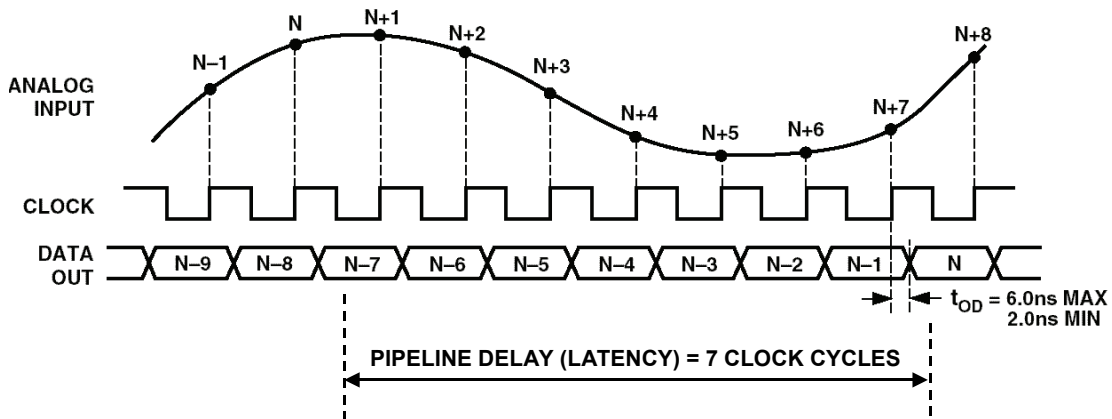 N–1
N
N+1
N+2
N+3
N+4
N+5
N+6
N+7
N+8
ANALOG
INPUT
CLOCK
DATA
OUT
N–9
N–8
N–7
N–6
N–5
N–4
N–3
N–2
N–1
N
tOD = 6.0ns MAX
2.0ns MIN
PIPELINE DELAY (LATENCY) = 7 CLOCK CYCLES